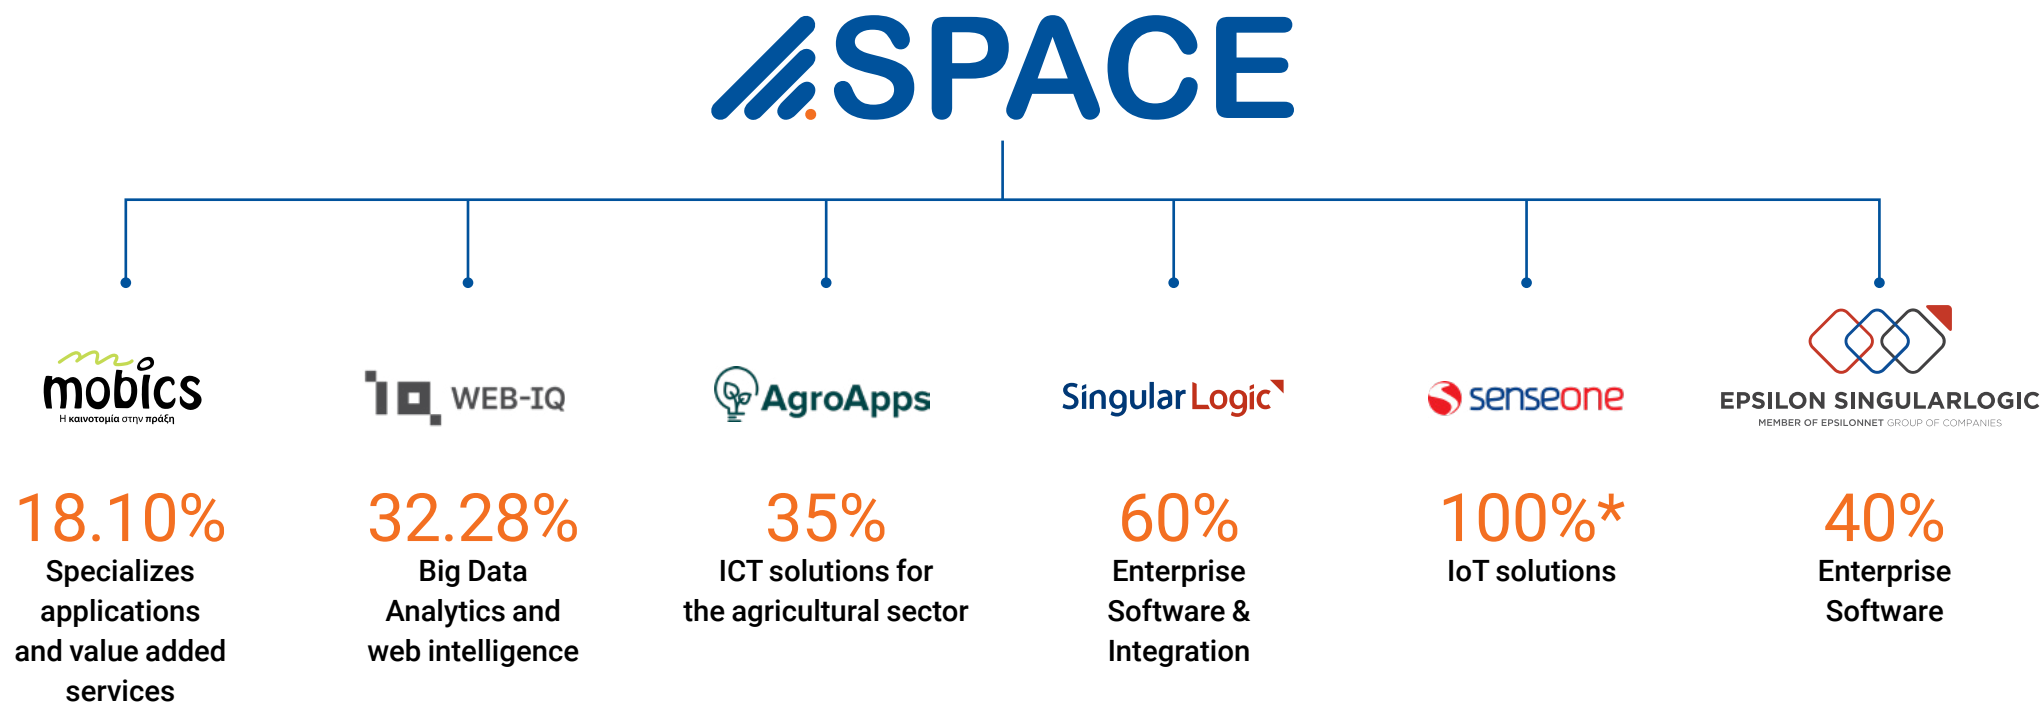 SPACE
mobics
Η καινοτομία στην πράξη
WEB-IQ
AgroApps
SingularLogic
senseone
EPSILON SINGULARLOGIC
MEMBER OF EPSILONNET GROUP OF COMPANIES
18.10%
Specializes
applications
and value added
services
32.28%
Big Data
Analytics and
web intelligence
35%
ICT solutions for
the agricultural sector
60%
Enterprise
Software &
Integration
100%*
IoT solutions
40%
Enterprise
Software